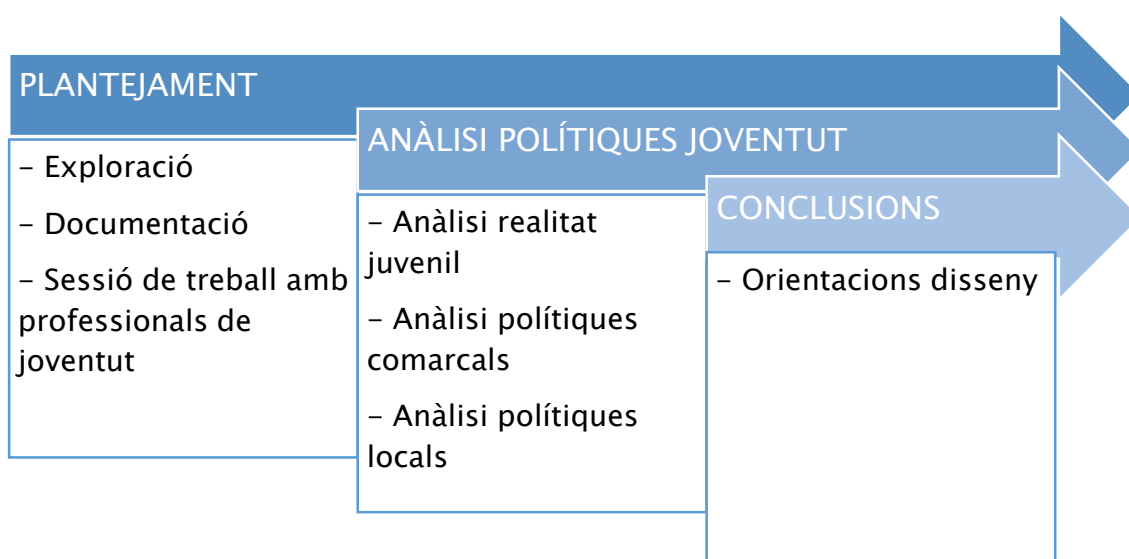 PLANTEJAMENT
– Exploració
– Documentació
– Sessió de treball amb
professionals de
joventut
ANÀLISI POLÍTIQUES JOVENTUT
– Anàlisi realitat
juvenil
– Anàlisi polítiques
comarcals
– Anàlisi polítiques
locals
CONCLUSIONS
– Orientacions disseny